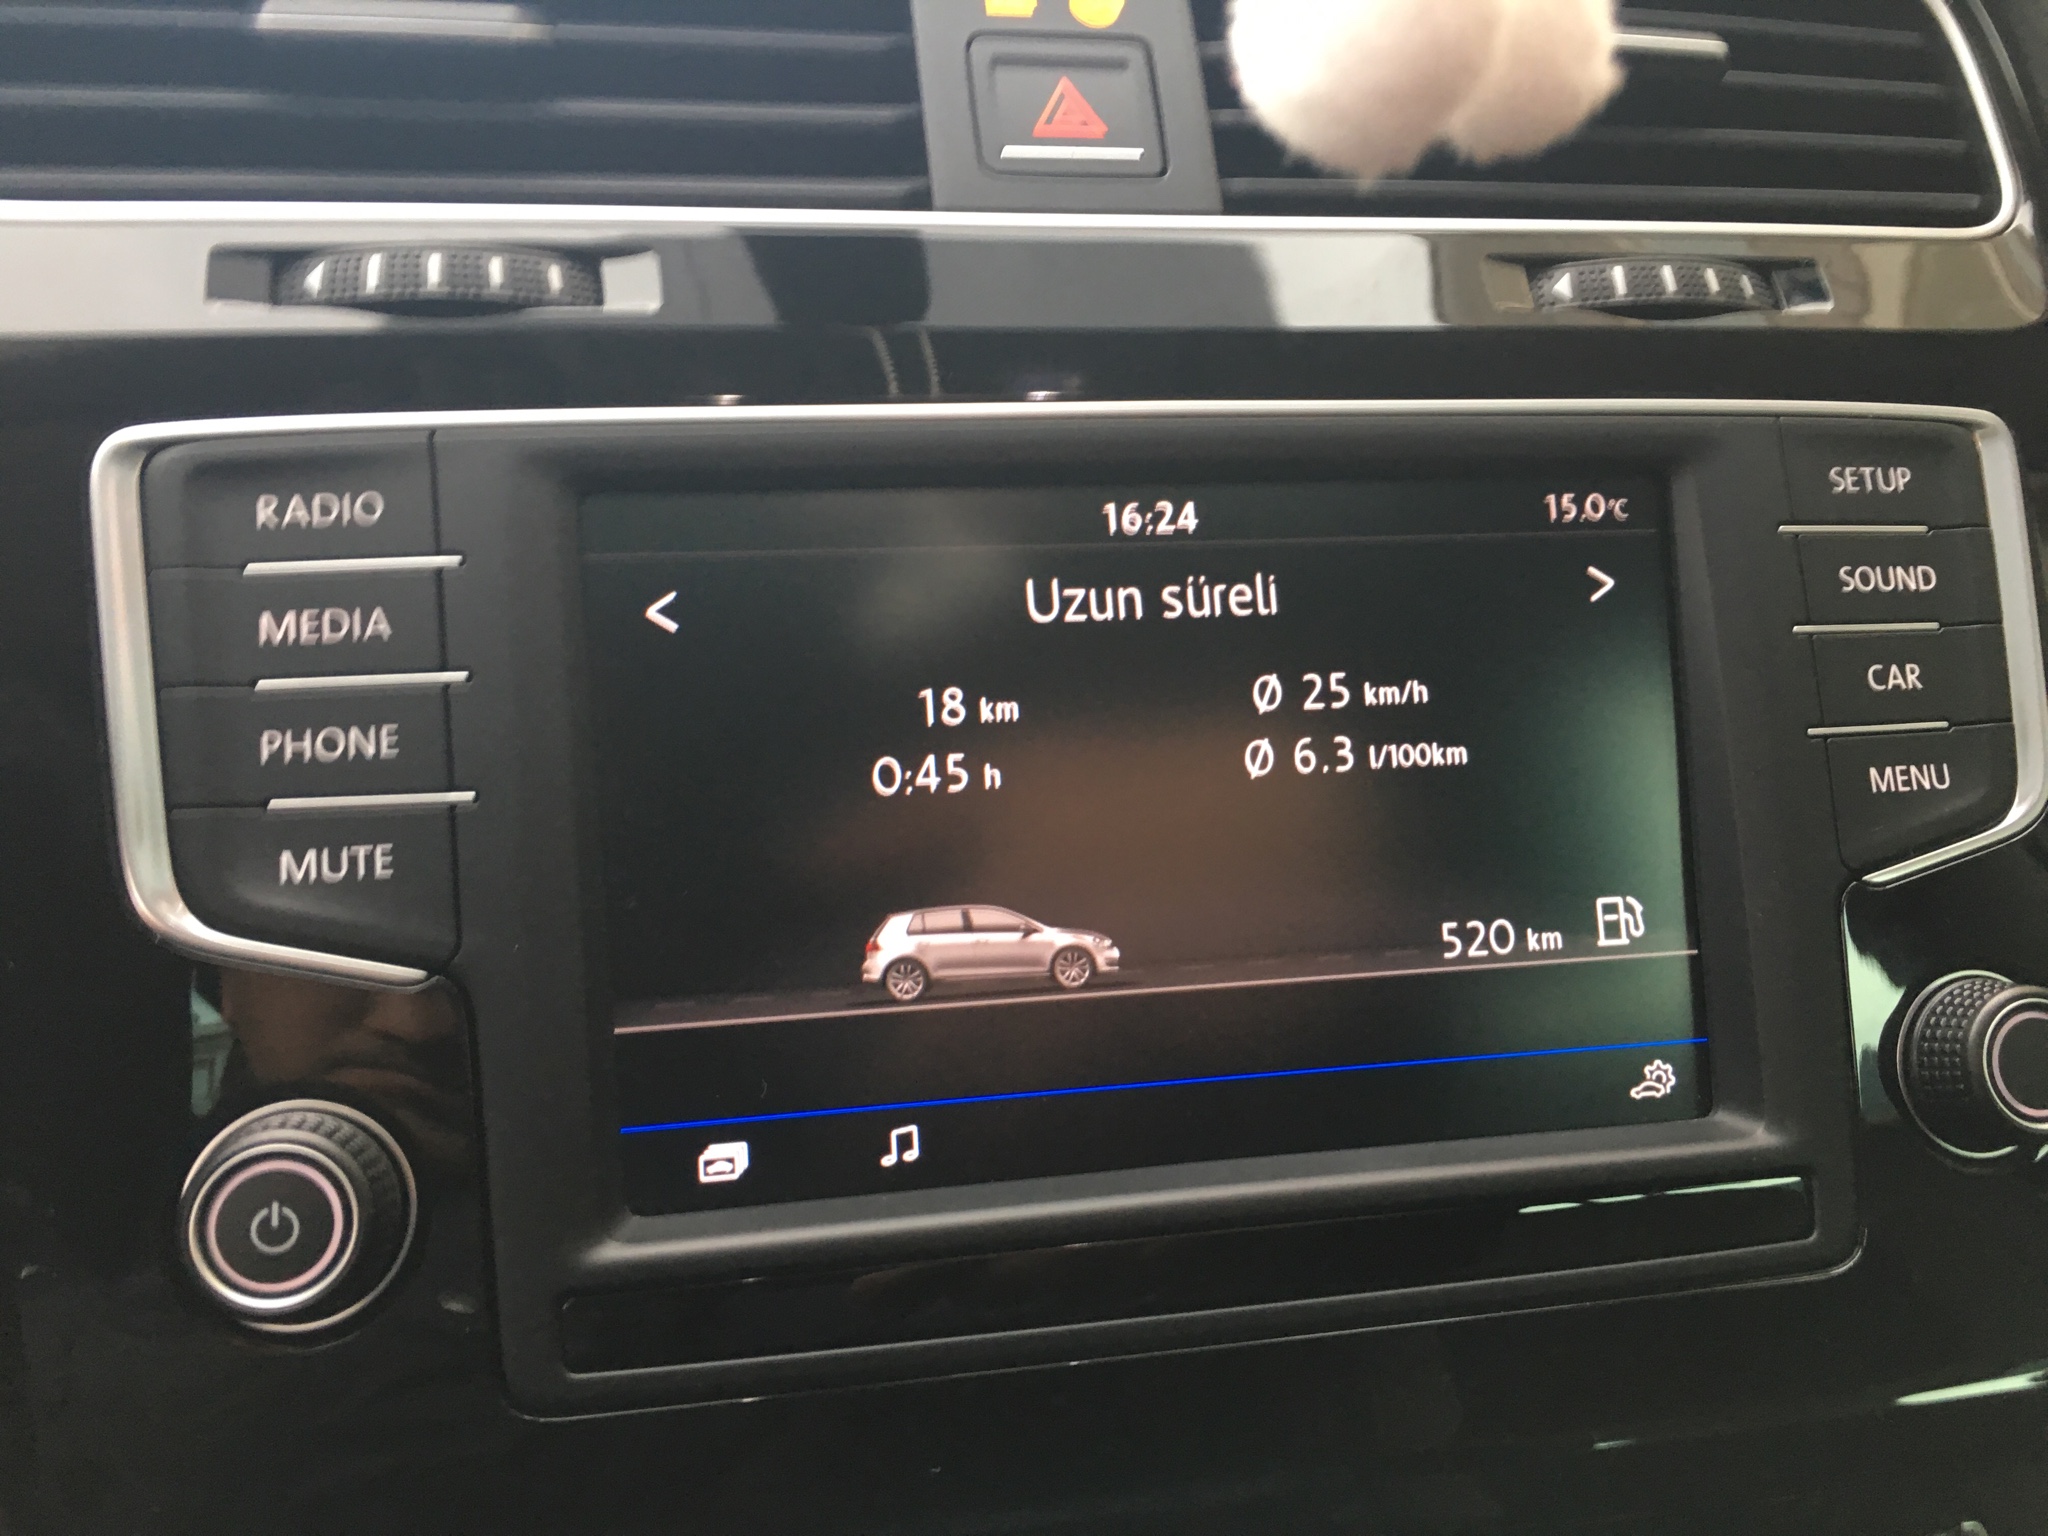 RADIO
MEDIA
PHONE
MUTE
16:24
15.0°C
<
Uzun süreli
>
18 km
Ø 25 km/h
0:45 h
Ø 6.3 l/100km
520 km
SETUP
SOUND
CAR
MENU